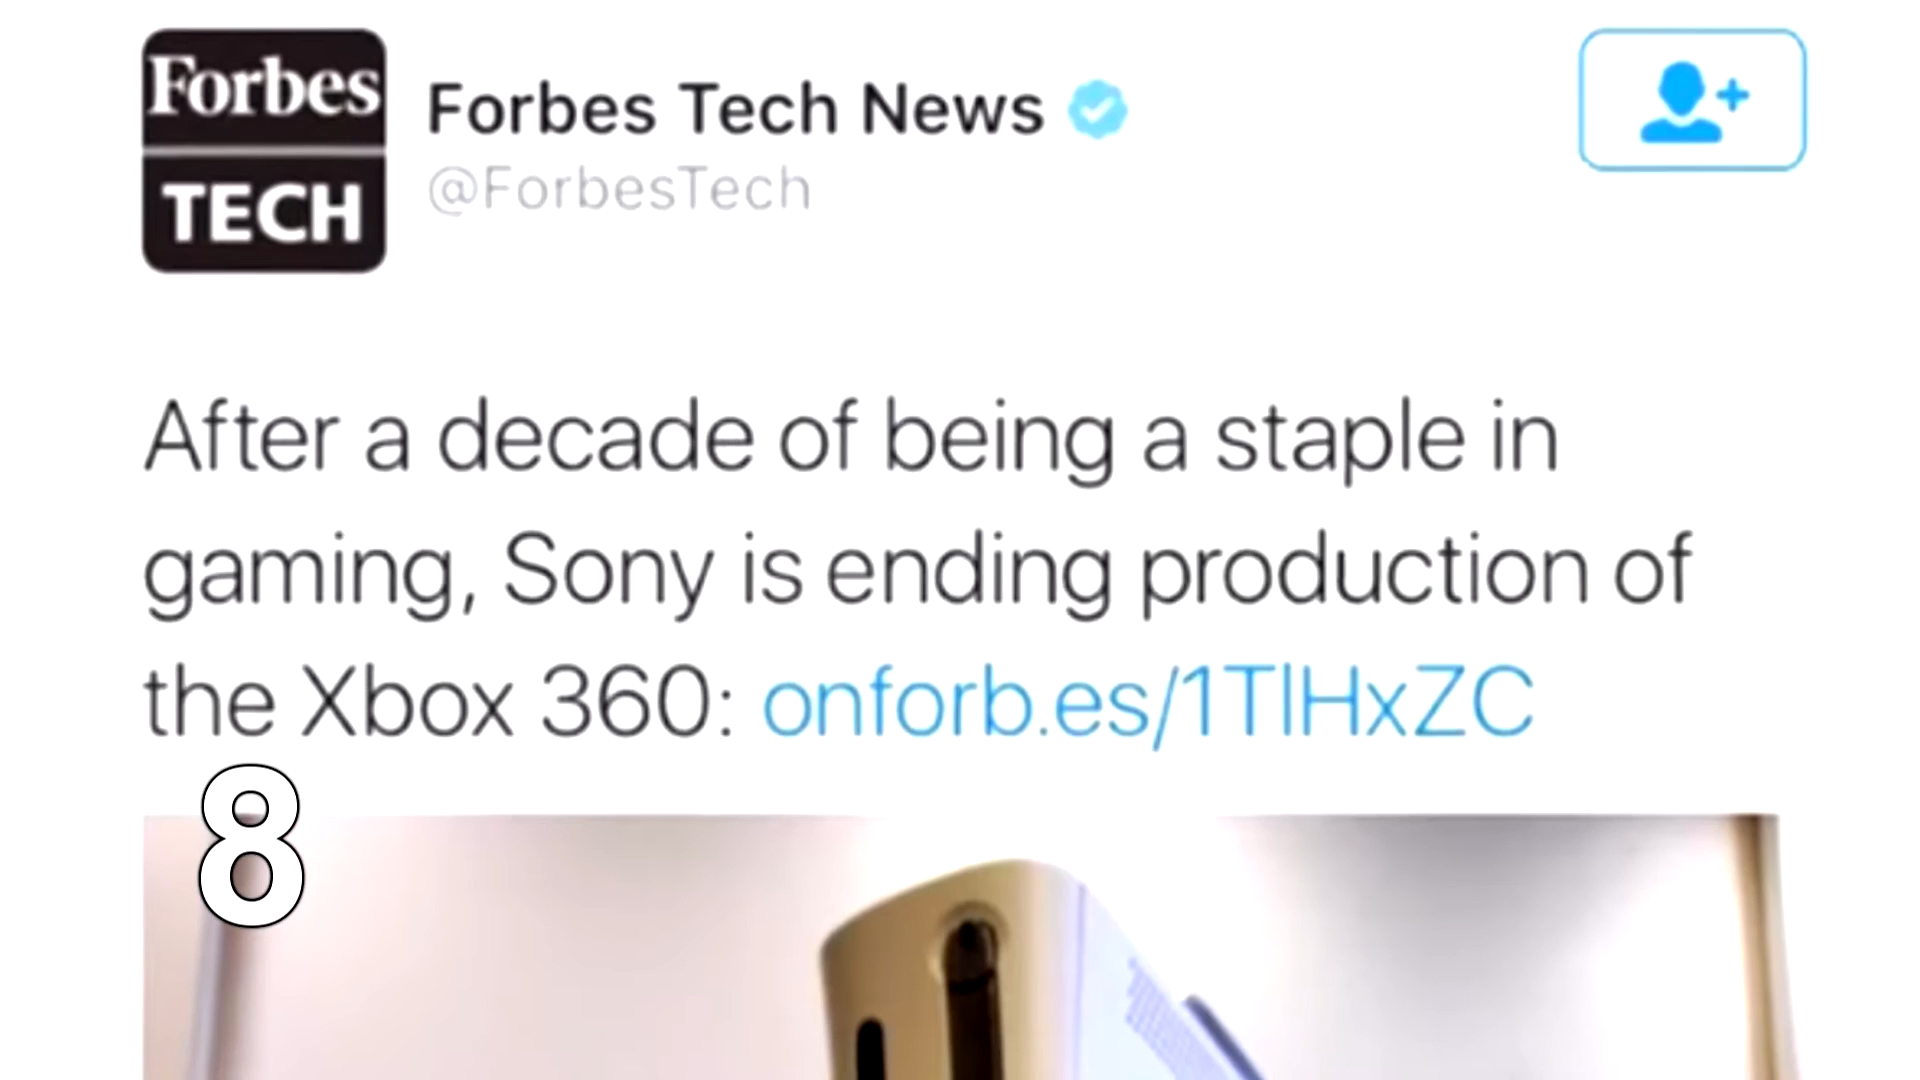 Forbes
TECH
Forbes Tech News
@ForbesTech
After a decade of being a staple in
gaming, Sony is ending production of
the Xbox 360: onforb.es/1TlHxZC
8